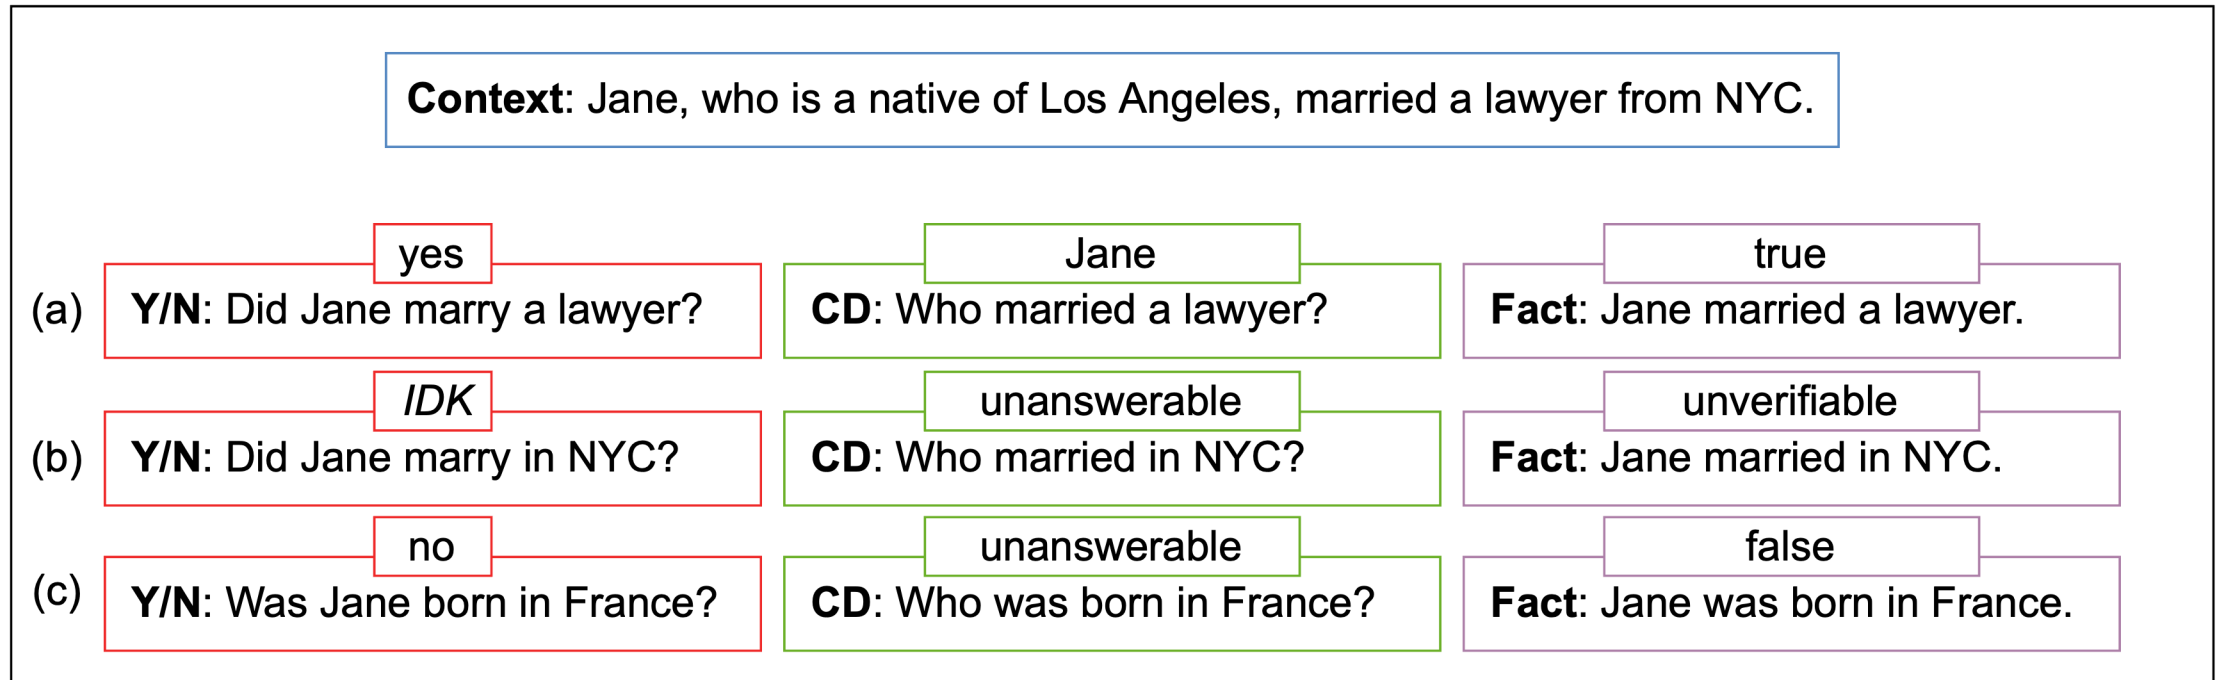 Context: Jane, who is a native of Los Angeles, married a lawyer from NYC.
yes
Jane
true
(a)
Y/N: Did Jane marry a lawyer?
CD: Who married a lawyer?
Fact: Jane married a lawyer.
IDK
unanswerable
unverifiable
(b)
Y/N: Did Jane marry in NYC?
CD: Who married in NYC?
Fact: Jane married in NYC.
no
unanswerable
false
(c)
Y/N: Was Jane born in France?
CD: Who was born in France?
Fact: Jane was born in France.